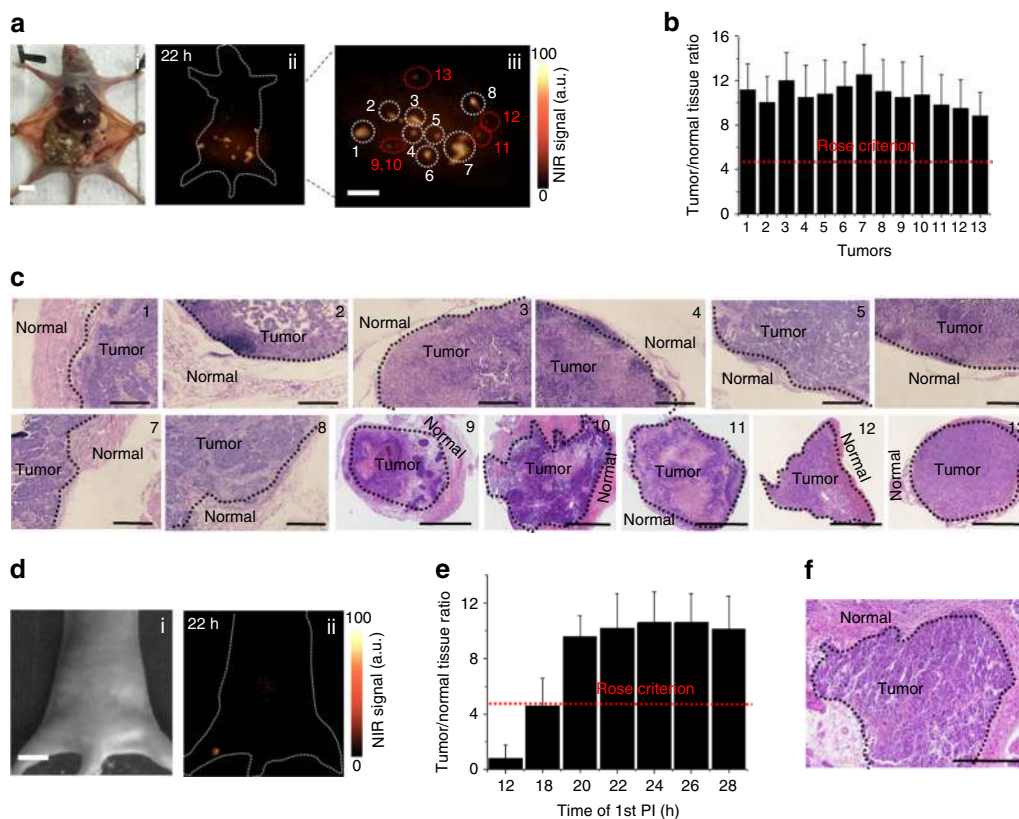 a
i
22 h
ii
iii
13
2
3
8
5
12
1
4
11
9,10
6
7
100
NIR signal (a.u.)
0
b
Tumor/normal tissue ratio
16
12
8
4
0
Rose criterion
1 2 3 4 5 6 7 8 9 10 11 12 13
Tumors
c
1
Normal
Tumor
2
Tumor
Normal
3
Normal
Tumor
4
Tumor
Normal
5
Tumor
Normal
Tumor
Normal
7
Tumor
Normal
8
Tumor
Normal
9
Normal
Tumor
10
Tumor
Normal
11
Tumor
Normal
12
Normal
Tumor
13
Tumor
Normal
d
i
22 h
ii
100
NIR signal (a.u.)
0
e
Tumor/normal tissue ratio
12
8
4
0
Rose criterion
12 18 20 22 24 26 28
Time of 1st PI (h)
f
Normal
Tumor